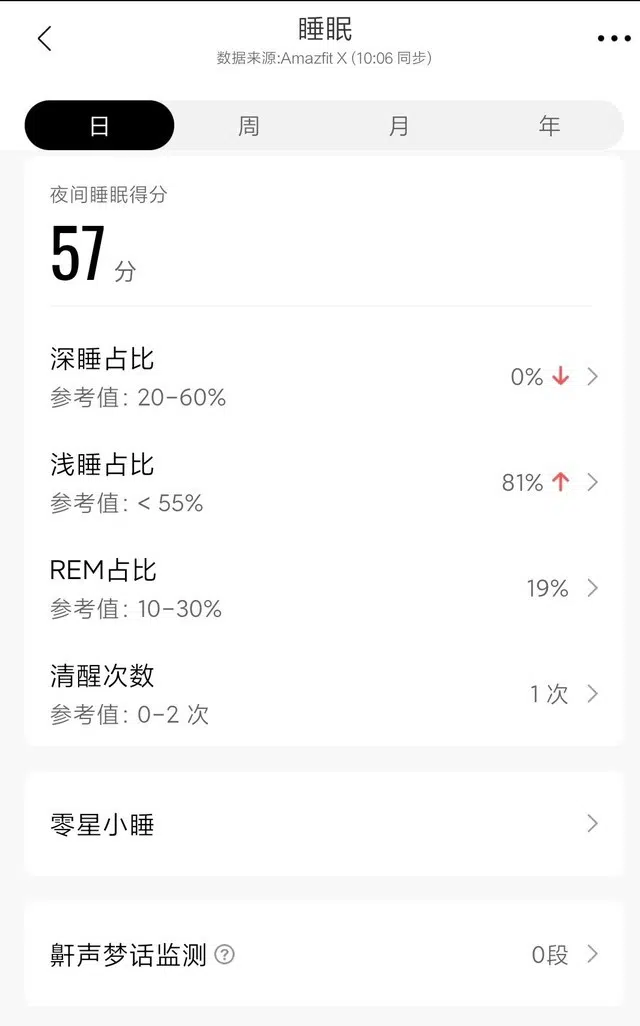 睡眠
数据来源:Amazfit X (10:06 同步)
日 周 月 年
夜间睡眠得分
57 分
深睡占比
0%
参考值: 20-60%
浅睡占比
81%
参考值: < 55%
REM占比
19%
参考值: 10-30%
清醒次数
1 次
参考值: 0-2 次
零星小睡
鼾声梦话监测 ?
0段